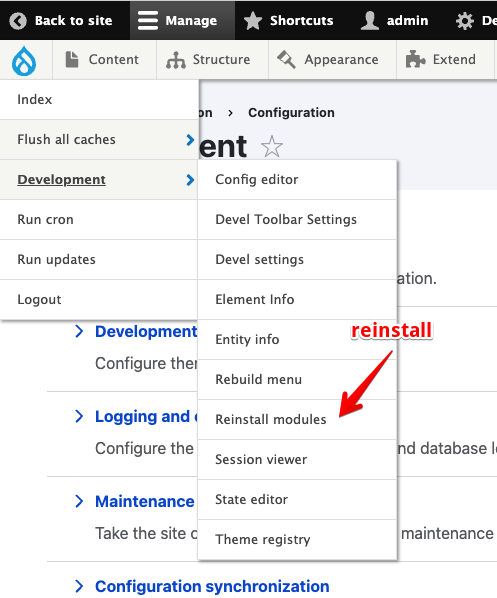 Back to site Manage Shortcuts admin De
Content Structure Appearance Extend
Index
on > Configuration
Flush all caches
ent
Development
Config editor
Run cron
Devel Toolbar Settings
Run updates
Devel settings
ation.
Logout
Element Info
Development
Entity info
reinstall
Configure ther
Rebuild menu
Logging and e
Reinstall modules
Configure the
nd database lo
Session viewer
Maintenance
State editor
Take the site o
maintenance
Theme registry
Configuration synchronization